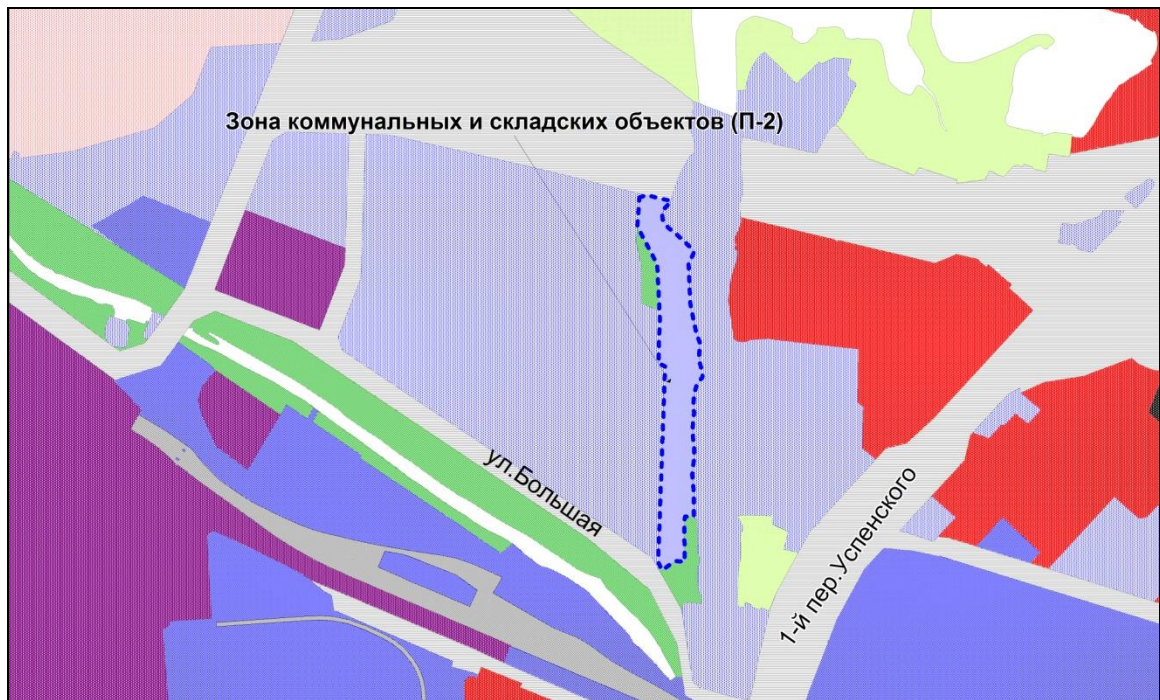 Зона коммунальных и складских объектов (П-2)
ул.Большая
1-й пер.Успенского